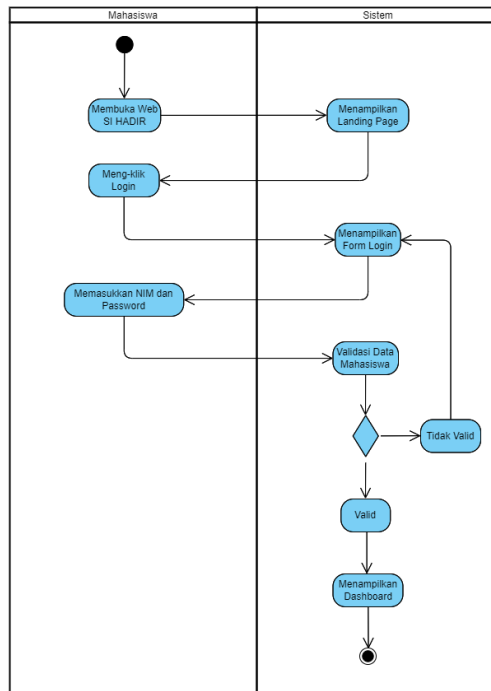 Mahasiswa
Sistem
Membuka Web
SI HADIR
Menampilkan
Landing Page
Meng-klik
Login
Menampilkan
Form Login
Memasukkan NIM dan
Password
Validasi Data
Mahasiswa
Tidak Valid
Valid
Menampilkan
Dashboard